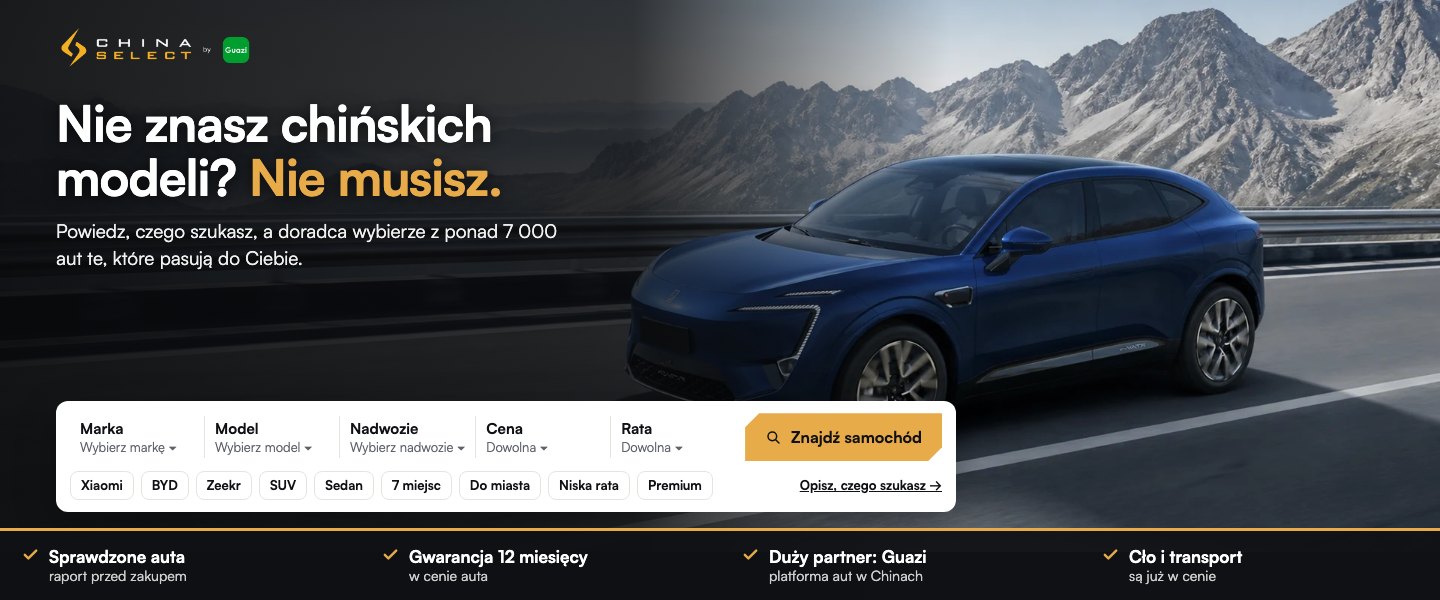 CHINA
SELECT
by
Guazi
Nie znasz chińskich
modeli? Nie musisz.
Powiedz, czego szukasz, a doradca wybierze z ponad 7 000
aut te, które pasują do Ciebie.
Marka Model Nadwozie Cena Rata
Wybierz markę Wybierz model Wybierz nadwozie Dowolna Dowolna
Znajdź samochód
Xiaomi BYD Zeekr SUV Sedan 7 miejsc Do miasta Niska rata Premium
Opisz, czego szukasz →
Sprawdzone auta
raport przed zakupem
Gwarancja 12 miesięcy
w cenie auta
Duży partner: Guazi
platforma aut w Chinach
Cło i transport
są już w cenie